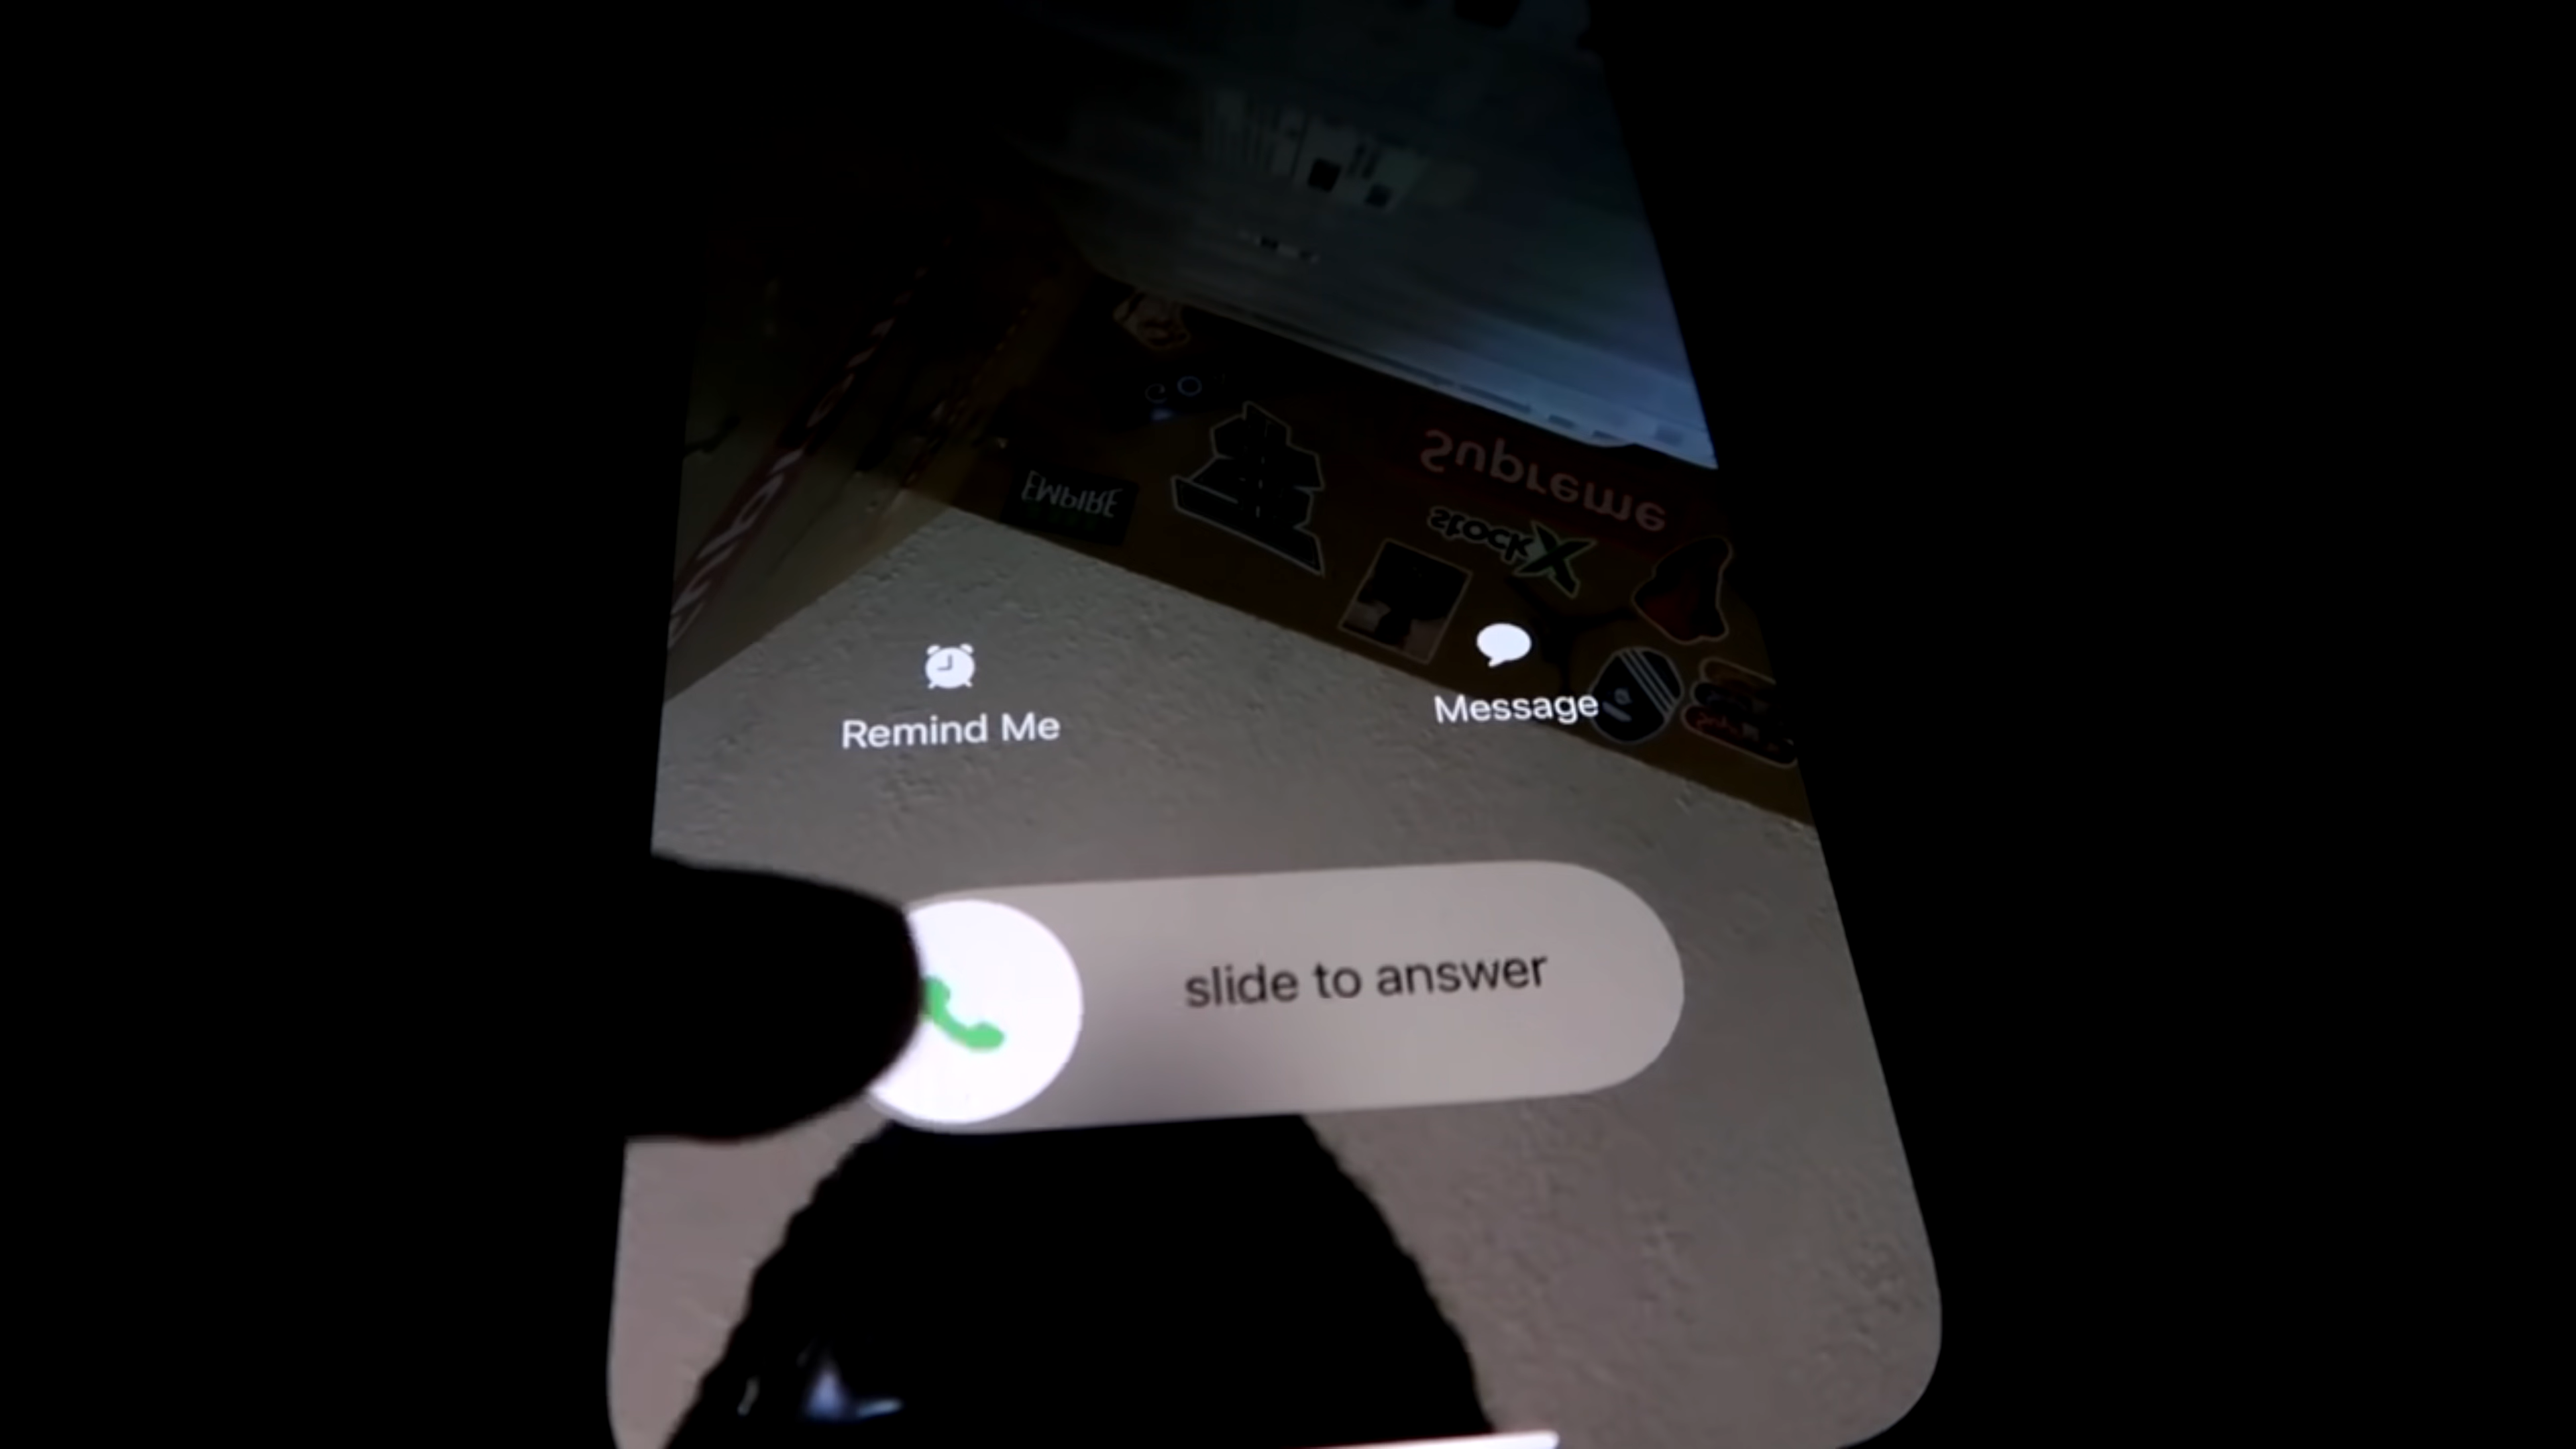 Supreme
EMPIRE
stockX
Remind Me
Message
slide to answer